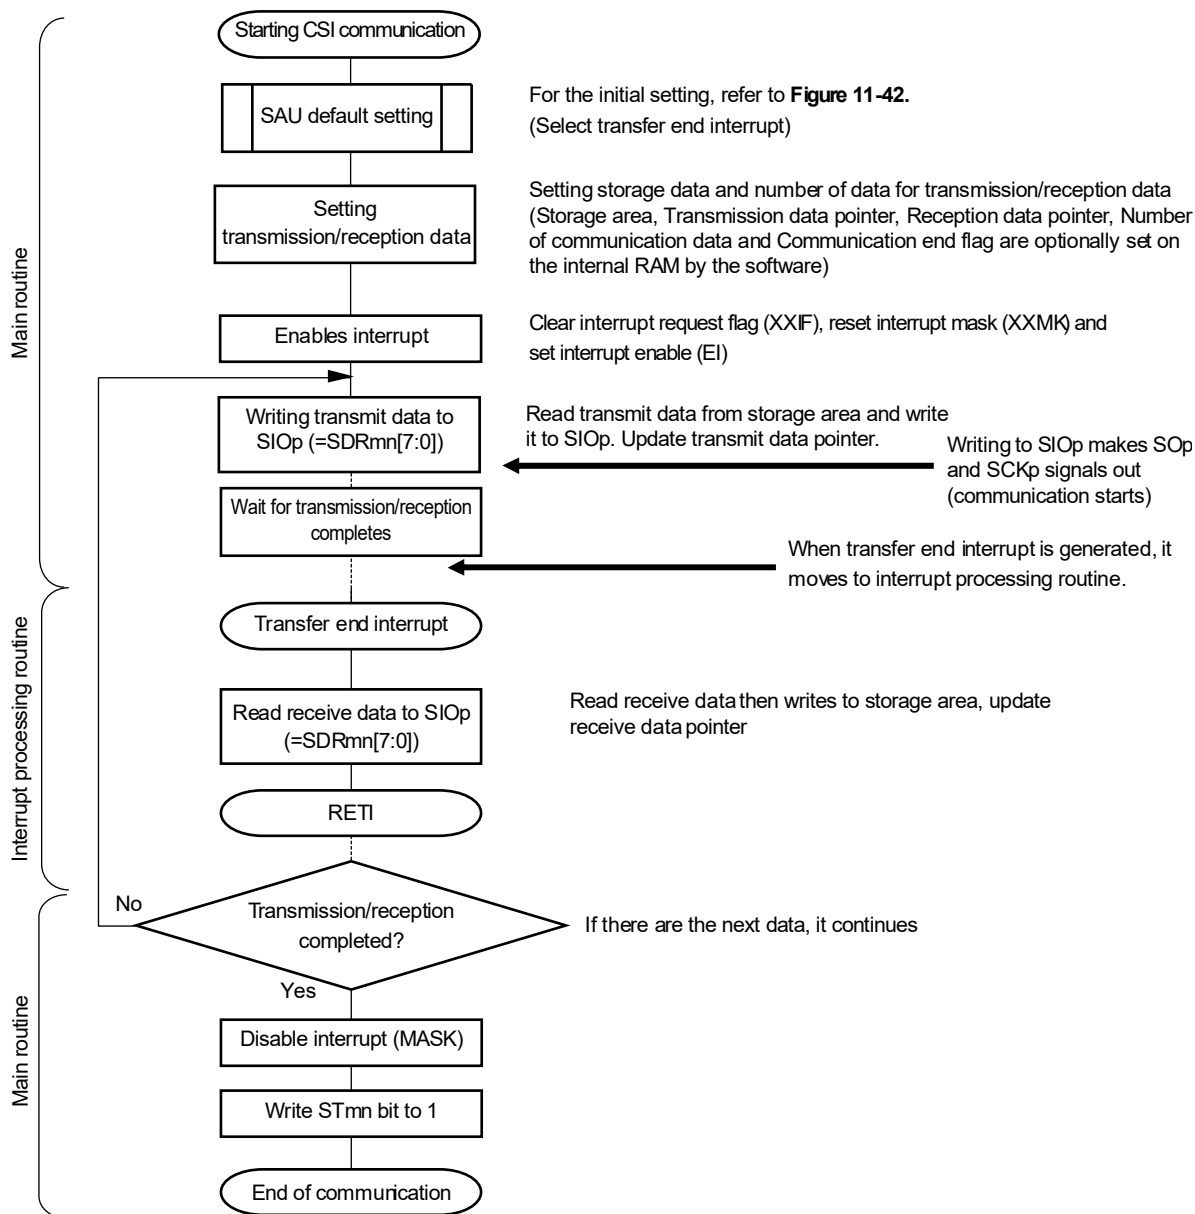 Starting CSI communication
SAU default setting
For the initial setting, refer to Figure 11-42.
(Select transfer end interrupt)
Setting
transmission/reception data
Setting storage data and number of data for transmission/reception data
(Storage area, Transmission data pointer, Reception data pointer, Number
of communication data and Communication end flag are optionally set on
the internal RAM by the software)
Main routine
Enables interrupt
Clear interrupt request flag (XXIF), reset interrupt mask (XXMK) and
set interrupt enable (EI)
Writing transmit data to
SIOp (=SDRmn[7:0])
Read transmit data from storage area and write
it to SIOp. Update transmit data pointer.
Writing to SIOp makes SOp
and SCKp signals out
(communication starts)
Wait for transmission/reception
completes
When transfer end interrupt is generated, it
moves to interrupt processing routine.
Interrupt processing routine
Transfer end interrupt
Read receive data to SIOp
(=SDRmn[7:0])
Read receive data then writes to storage area, update
receive data pointer
RETI
No
Transmission/reception
completed?
If there are the next data, it continues
Yes
Main routine
Disable interrupt (MASK)
Write STmn bit to 1
End of communication